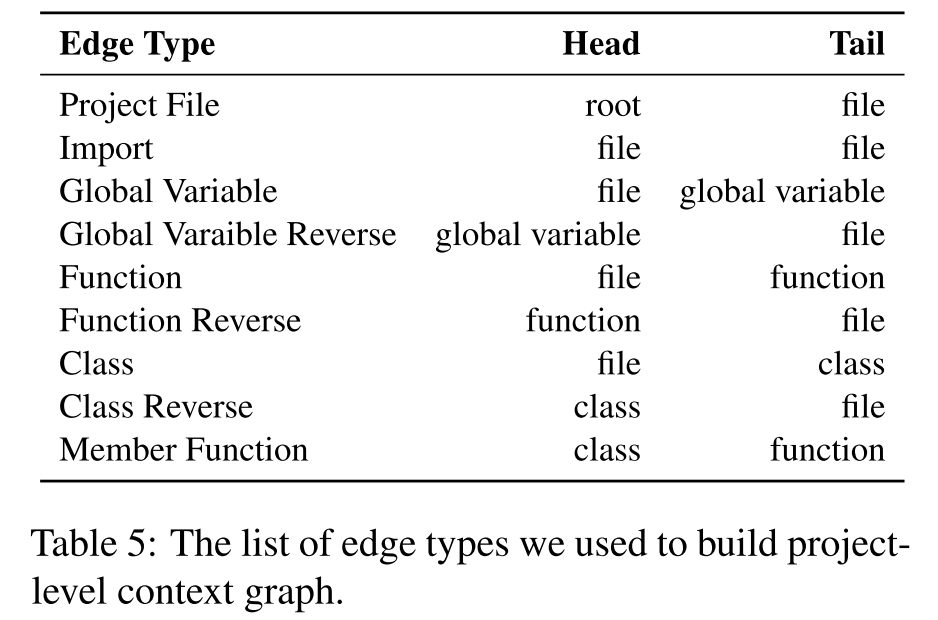 Edge Type Head Tail
Project File root file
Import file file
Global Variable file global variable
Global Varaible Reverse global variable file
Function file function
Function Reverse function file
Class file class
Class Reverse class file
Member Function class function
Table 5: The list of edge types we used to build project-
level context graph.